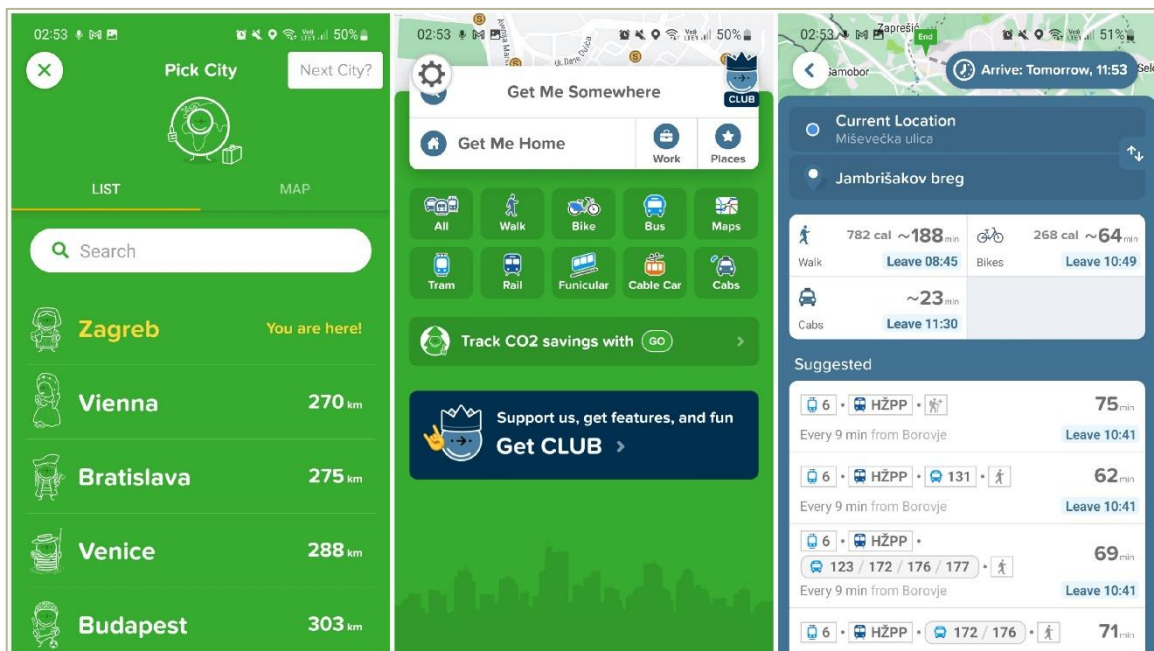 02:53 50%
Pick City
Next City?
LIST MAP
Search
Zagreb You are here!
Vienna 270 km
Bratislava 275 km
Venice 288 km
Budapest 303 km
02:53 50%
Get Me Somewhere
CLUB
Get Me Home
Work Places
All Walk Bike Bus Maps
Tram Rail Funicular Cable Car Cabs
Track CO2 savings with GO
Support us, get features, and fun
Get CLUB
02:53 51%
Zaprešić
End
Samobor
Arrive: Tomorrow, 11:53
Current Location
Miševečka ulica
Jambrišakov breg
782 cal ~188 min 268 cal ~64 min
Walk Leave 08:45 Bikes Leave 10:49
~23 min
Cabs Leave 11:30
Suggested
6 • HŽPP • 75 min
Every 9 min from Borovje Leave 10:41
6 • HŽPP • 131 • 62 min
Every 9 min from Borovje Leave 10:41
6 • HŽPP •
123 / 172 / 176 / 177 • 69 min
Every 9 min from Borovje Leave 10:41
6 • HŽPP • 172 / 176 • 71 min